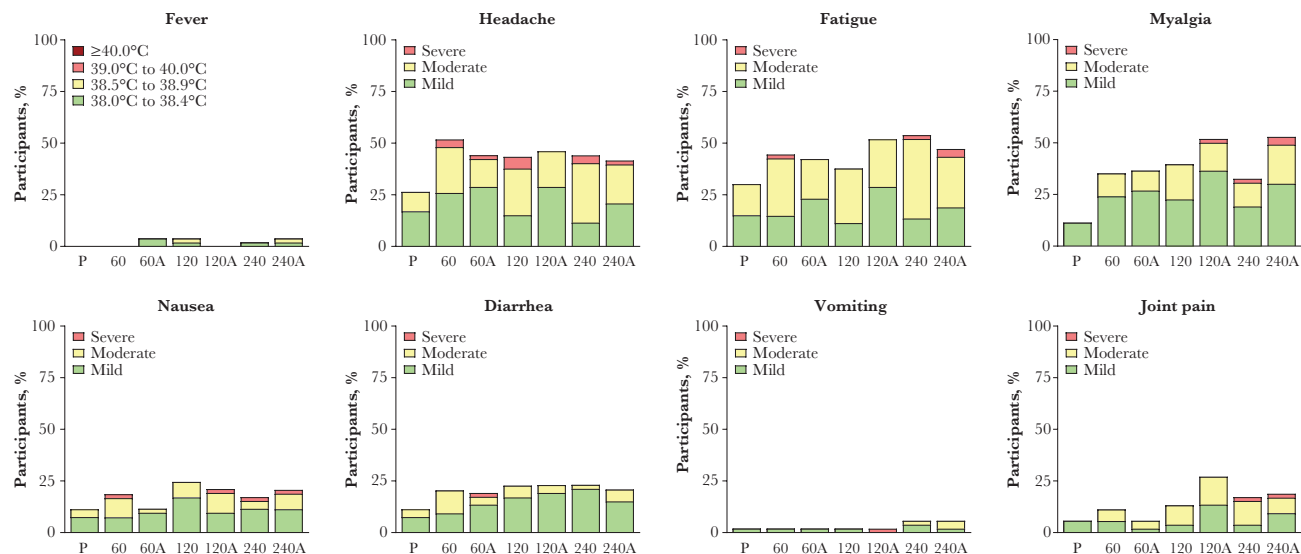 Fever
Participants, %
100
75
50
25
0
≥40.0°C
39.0°C to 40.0°C
38.5°C to 38.9°C
38.0°C to 38.4°C
P 60 60A 120 120A 240 240A
Headache
Participants, %
100
75
50
25
0
Severe
Moderate
Mild
P 60 60A 120 120A 240 240A
Fatigue
Participants, %
100
75
50
25
0
Severe
Moderate
Mild
P 60 60A 120 120A 240 240A
Myalgia
Participants, %
100
75
50
25
0
Severe
Moderate
Mild
P 60 60A 120 120A 240 240A
Nausea
Participants, %
100
75
50
25
0
Severe
Moderate
Mild
P 60 60A 120 120A 240 240A
Diarrhea
Participants, %
100
75
50
25
0
Severe
Moderate
Mild
P 60 60A 120 120A 240 240A
Vomiting
Participants, %
100
75
50
25
0
Severe
Moderate
Mild
P 60 60A 120 120A 240 240A
Joint pain
Participants, %
100
75
50
25
0
Severe
Moderate
Mild
P 60 60A 120 120A 240 240A